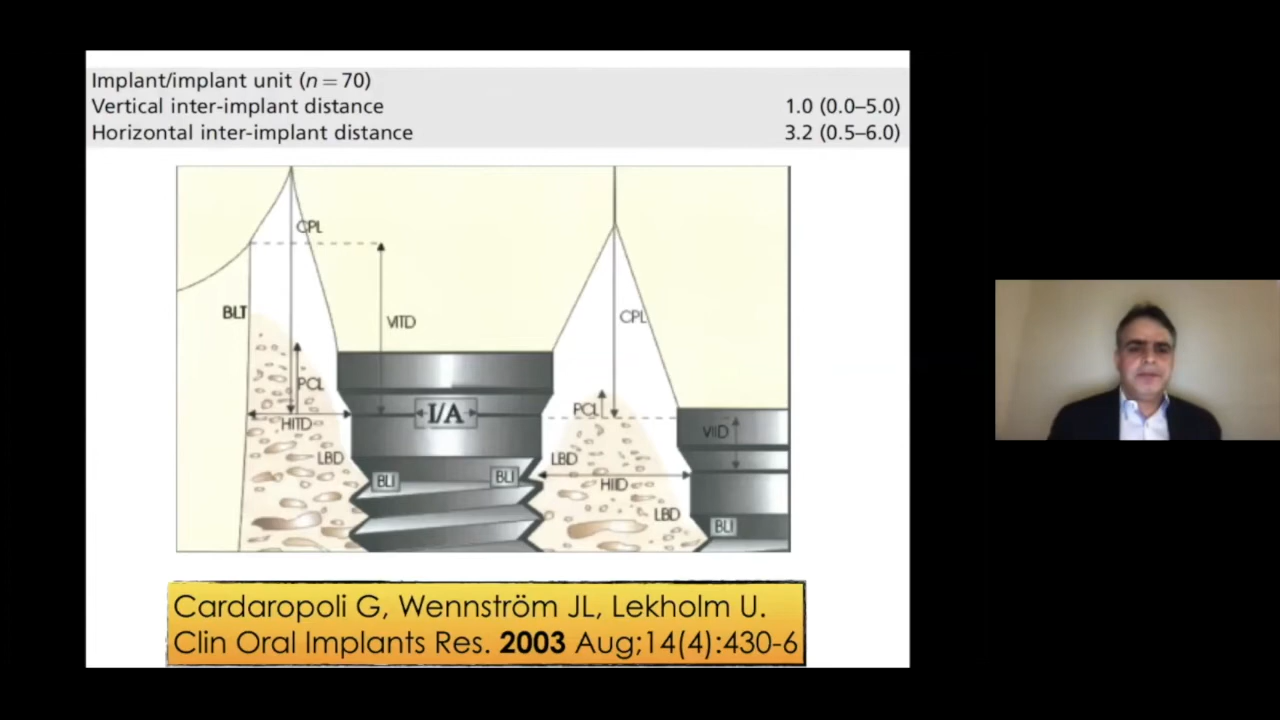 Implant/implant unit (n = 70)
Vertical inter-implant distance 1.0 (0.0–5.0)
Horizontal inter-implant distance 3.2 (0.5–6.0)
CPL
BLT
VITD
CPL
PCL
PCL
I/A
HITD
VIID
LBD
LBD
BLI
BLI
HIID
LBD
BLI
Cardaropoli G, Wennström JL, Lekholm U.
Clin Oral Implants Res. 2003 Aug;14(4):430-6